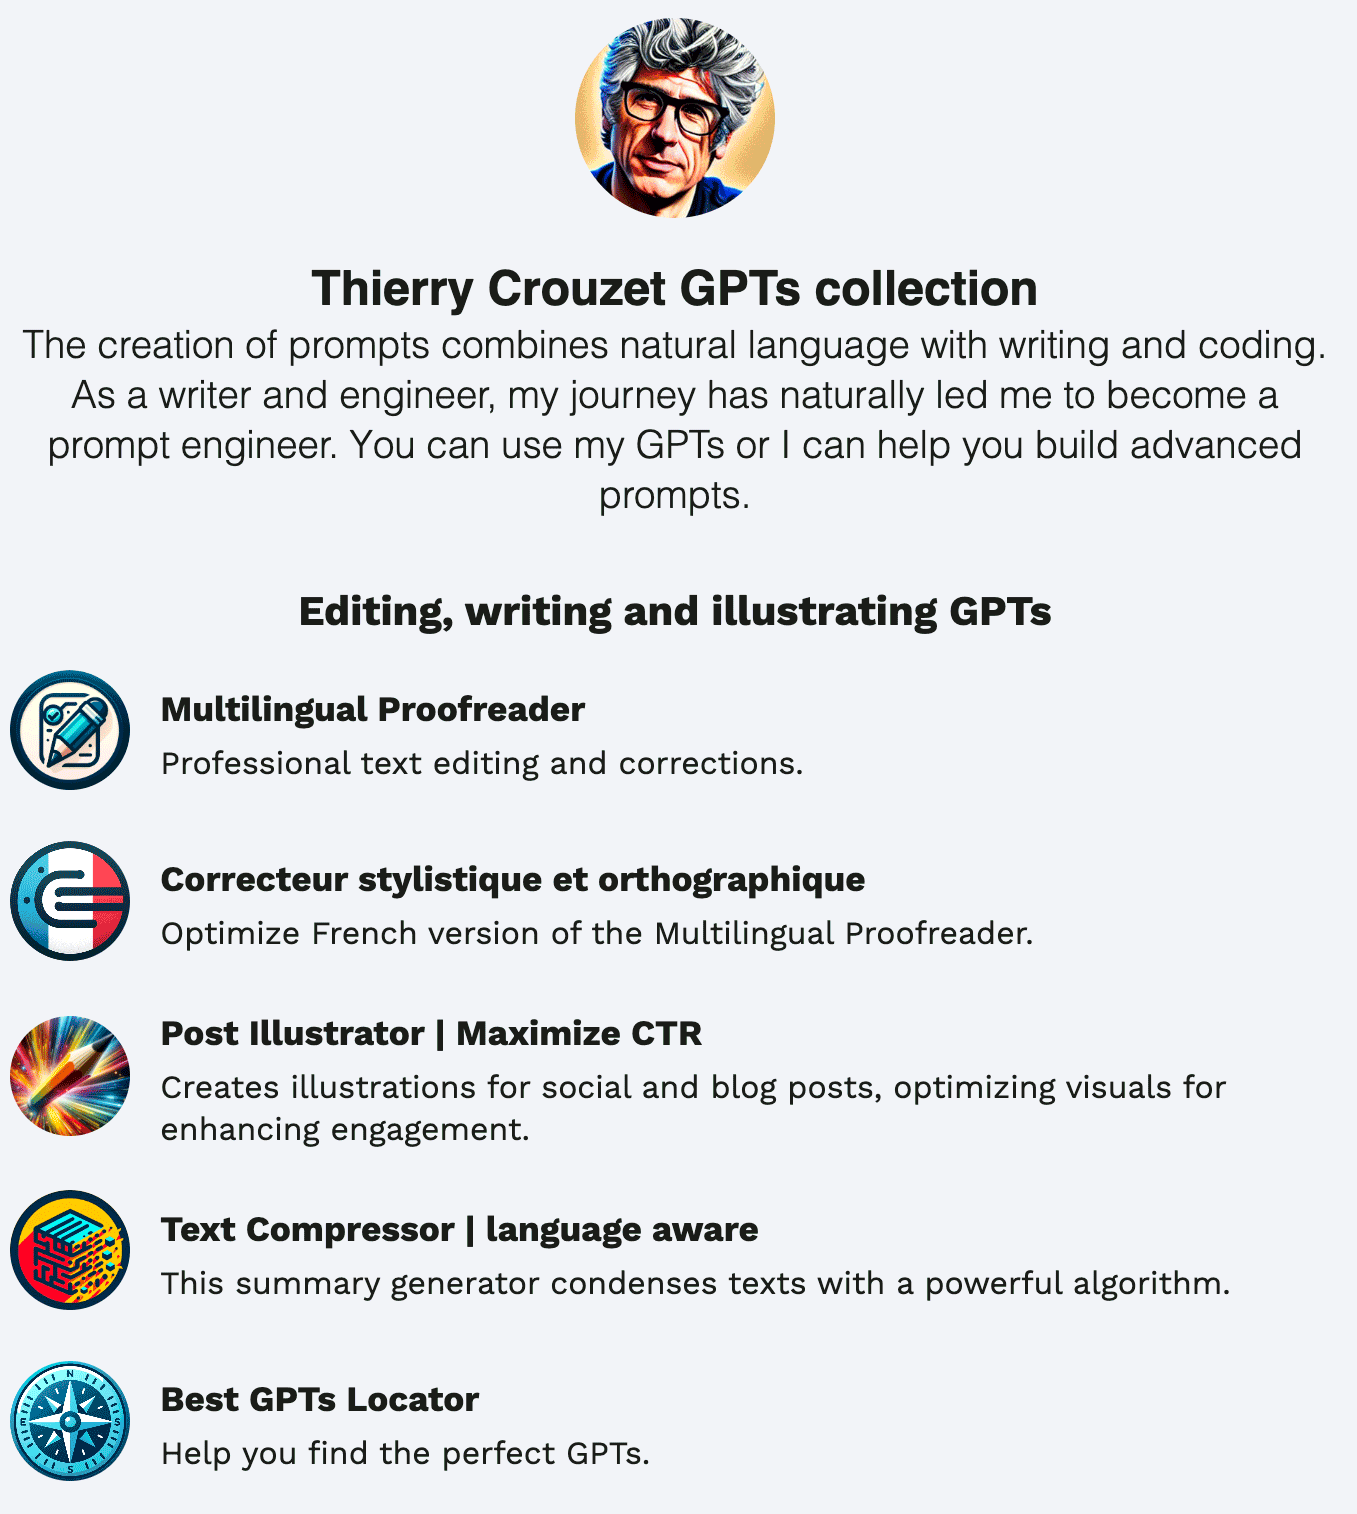 Thierry Crouzet GPTs collection
The creation of prompts combines natural language with writing and coding.
As a writer and engineer, my journey has naturally led me to become a
prompt engineer. You can use my GPTs or I can help you build advanced
prompts.
Editing, writing and illustrating GPTs
Multilingual Proofreader
Professional text editing and corrections.
Correcteur stylistique et orthographique
Optimize French version of the Multilingual Proofreader.
Post Illustrator | Maximize CTR
Creates illustrations for social and blog posts, optimizing visuals for
enhancing engagement.
Text Compressor | language aware
This summary generator condenses texts with a powerful algorithm.
N
E
S
S
Best GPTs Locator
Help you find the perfect GPTs.